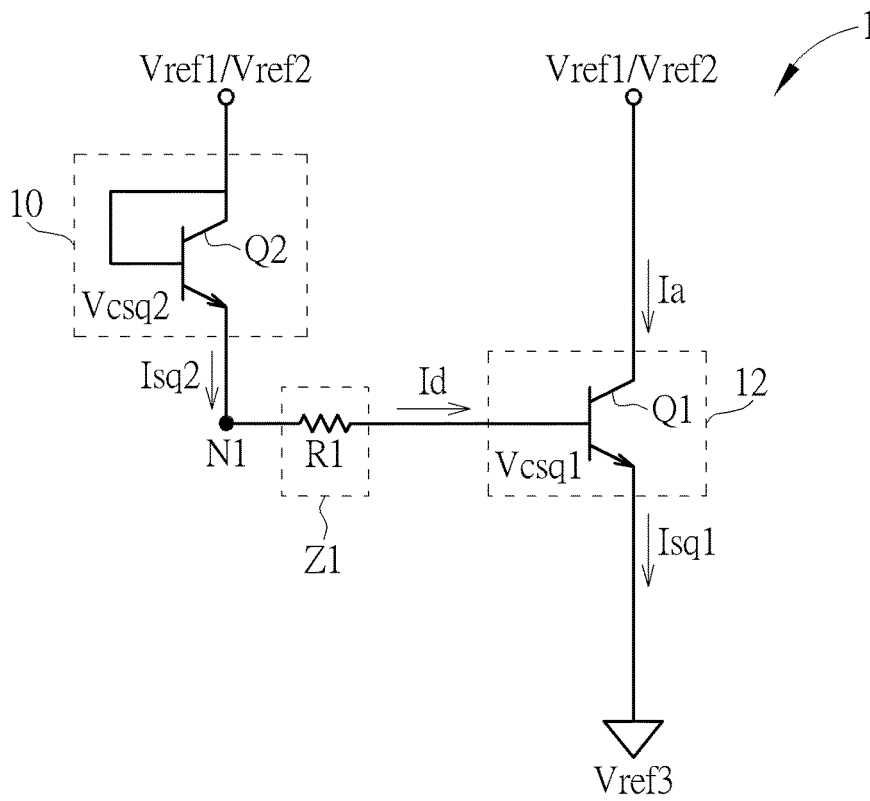 1
Vref1/Vref2
Vref1/Vref2
10
Q2
Vcsq2
Ia
Isq2
Id
12
Q1
N1
R1
Vcsq1
Z1
Isq1
Vref3